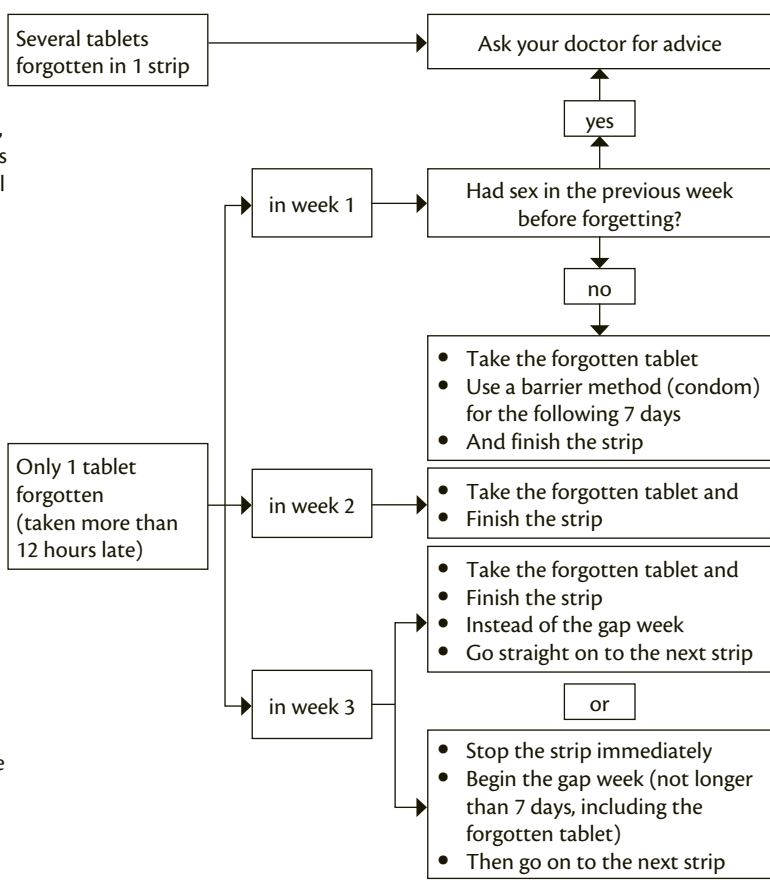 Several tablets
forgotten in 1 strip
Ask your doctor for advice
yes
,
s
l
in week 1
Had sex in the previous week
before forgetting?
no
• Take the forgotten tablet
• Use a barrier method (condom)
for the following 7 days
• And finish the strip
Only 1 tablet
forgotten
(taken more than
12 hours late)
in week 2
• Take the forgotten tablet and
• Finish the strip
• Take the forgotten tablet and
• Finish the strip
• Instead of the gap week
• Go straight on to the next strip
in week 3
or
• Stop the strip immediately
• Begin the gap week (not longer
than 7 days, including the
forgotten tablet)
• Then go on to the next strip
e